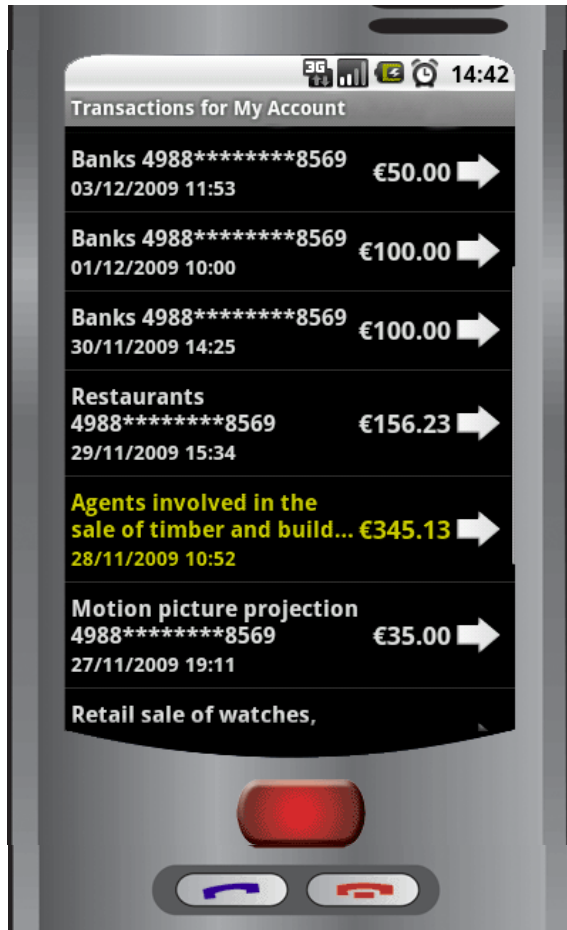 3G 14:42
Transactions for My Account
Banks 4988********8569
€50.00
03/12/2009 11:53
Banks 4988********8569
€100.00
01/12/2009 10:00
Banks 4988********8569
€100.00
30/11/2009 14:25
Restaurants
4988********8569
€156.23
29/11/2009 15:34
Agents involved in the
sale of timber and build... €345.13
28/11/2009 10:52
Motion picture projection
4988********8569
€35.00
27/11/2009 19:11
Retail sale of watches,